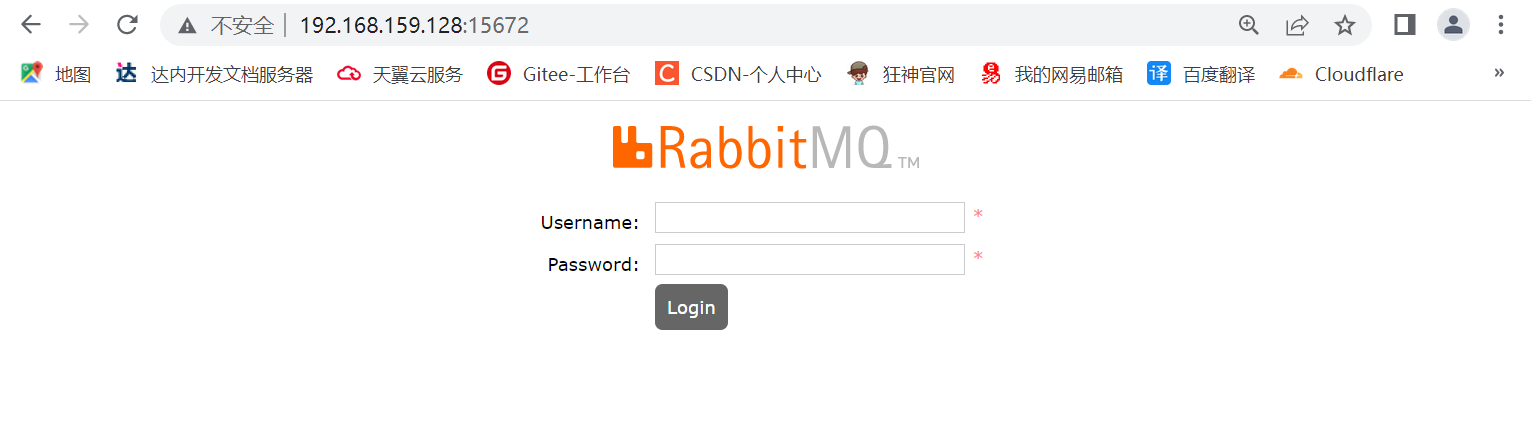 不安全 192.168.159.128:15672
地图 达内开发文档服务器 天翼云服务 Gitee-工作台 CSDN-个人中心 狂神官网 我的网易邮箱 百度翻译 Cloudflare »
RabbitMQ TM
Username: *
Password: *
Login